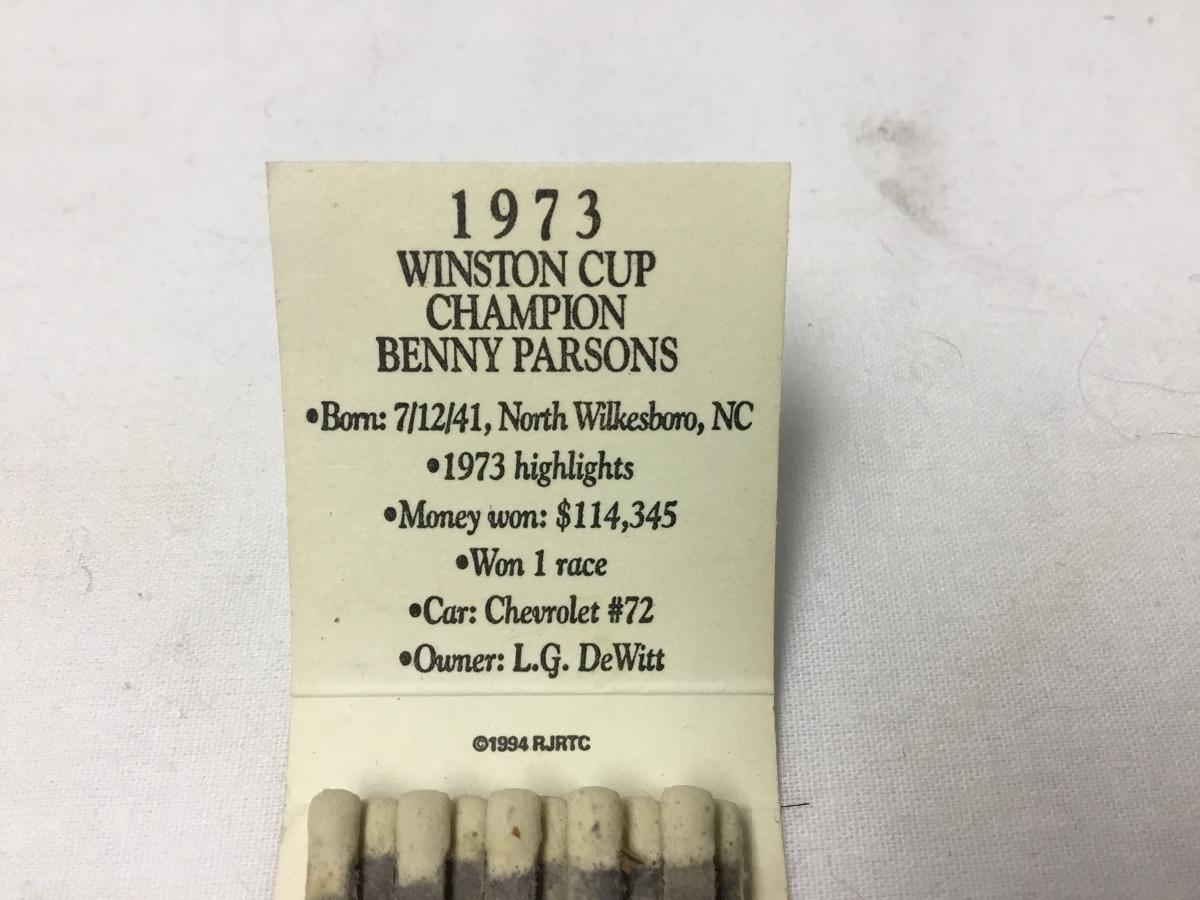 1973
WINSTON CUP
CHAMPION
BENNY PARSONS
•Born: 7/12/41, North Wilkesboro, NC
•1973 highlights
•Money won: $114,345
•Won 1 race
•Car: Chevrolet #72
•Owner: L.G. DeWitt
©1994 RJRTC